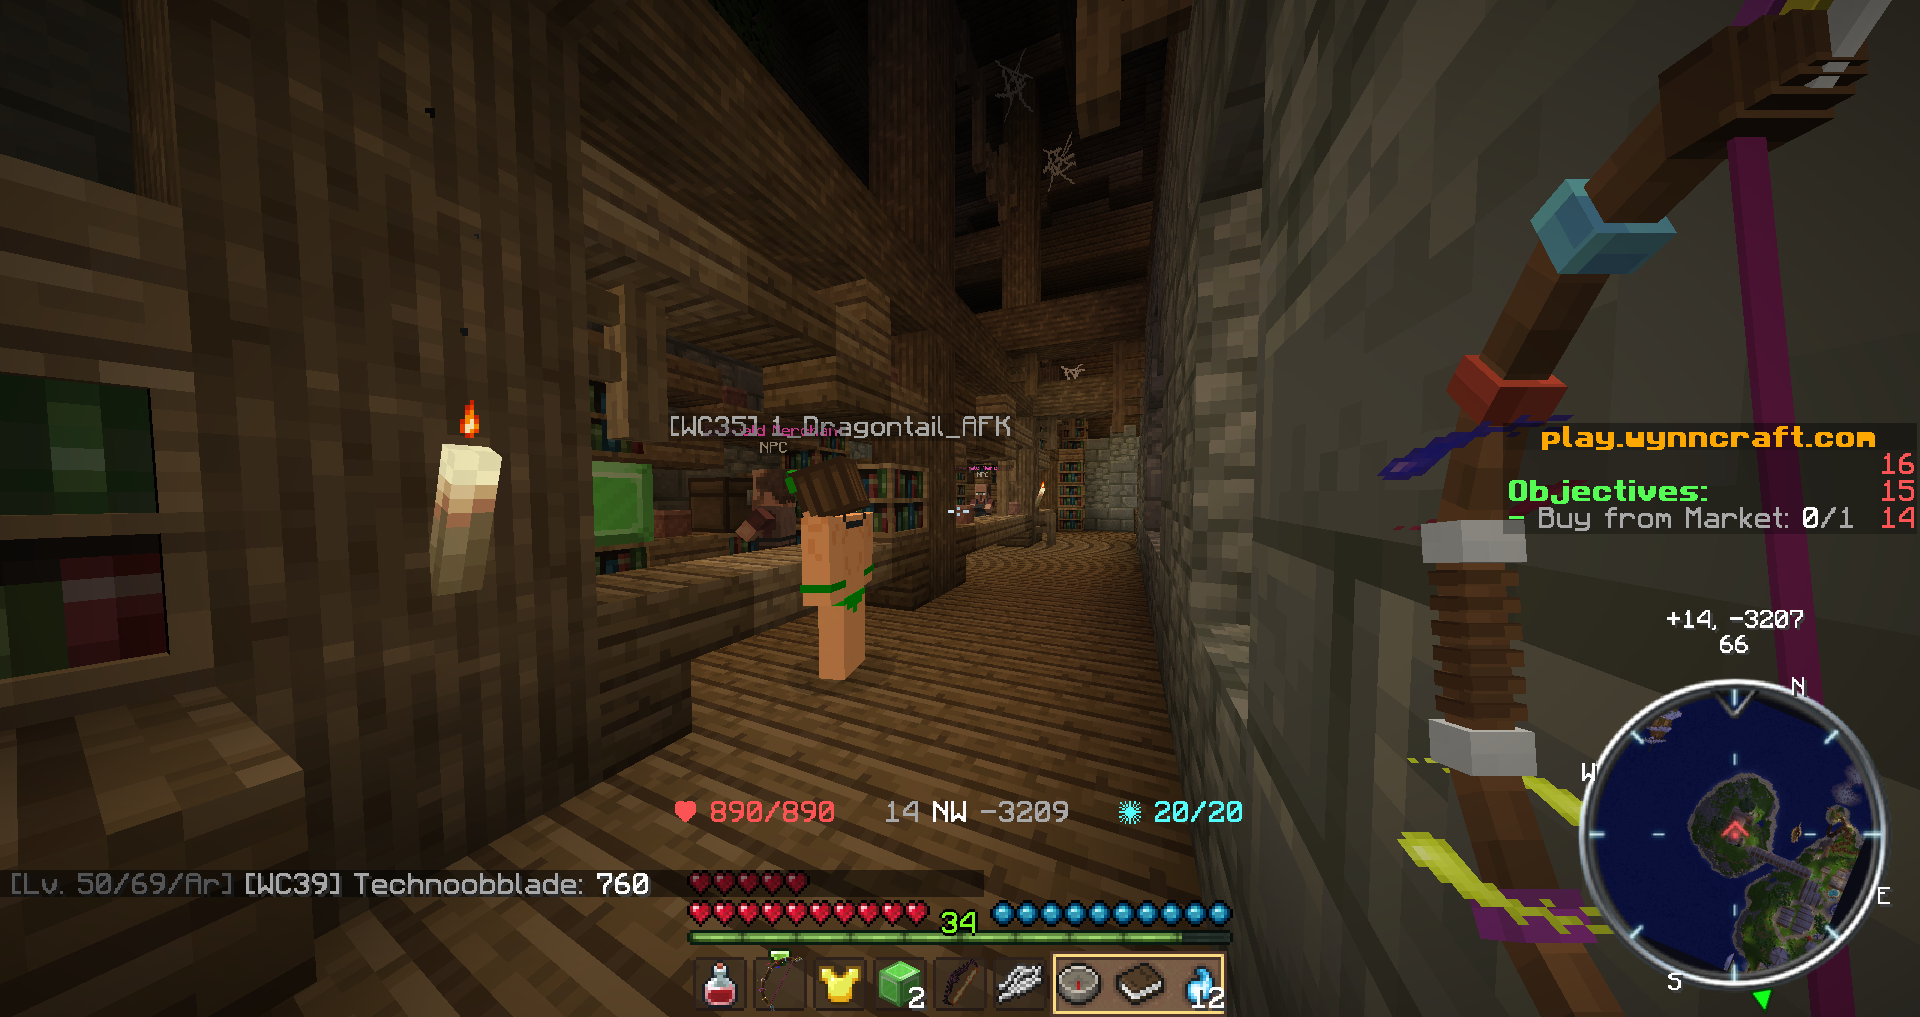 [WC35] 1_Dragontail_AFK
NPC
NPC
play.wynncraft.com
16
Objectives: 15
- Buy from Market: 0/1 14
+14, -3207
66
N
W
E
S
890/890 14 NW -3209 20/20
[Lv. 50/69/Ar] [WC39] Technoobblade: 760
34
2
12